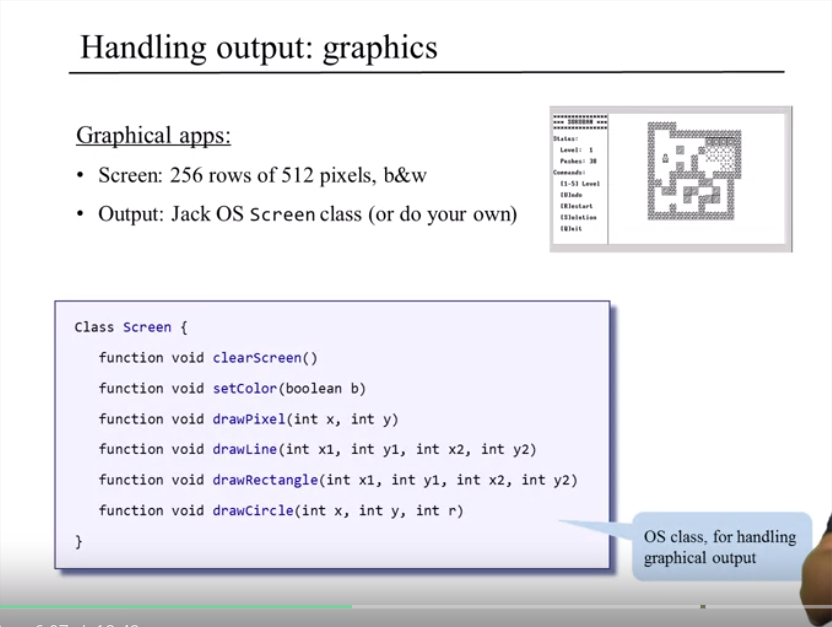 Handling output: graphics
Graphical apps:
• Screen: 256 rows of 512 pixels, b&w
• Output: Jack OS Screen class (or do your own)
SOKOBAN
States:
Level: 1
Pushes: 38
Commands:
(1-5) Level
(U)ndo
(R)estart
(S)olution
(Q)uit
Class Screen {
function void clearScreen()
function void setColor(boolean b)
function void drawPixel(int x, int y)
function void drawLine(int x1, int y1, int x2, int y2)
function void drawRectangle(int x1, int y1, int x2, int y2)
function void drawCircle(int x, int y, int r)
}
OS class, for handling
graphical output